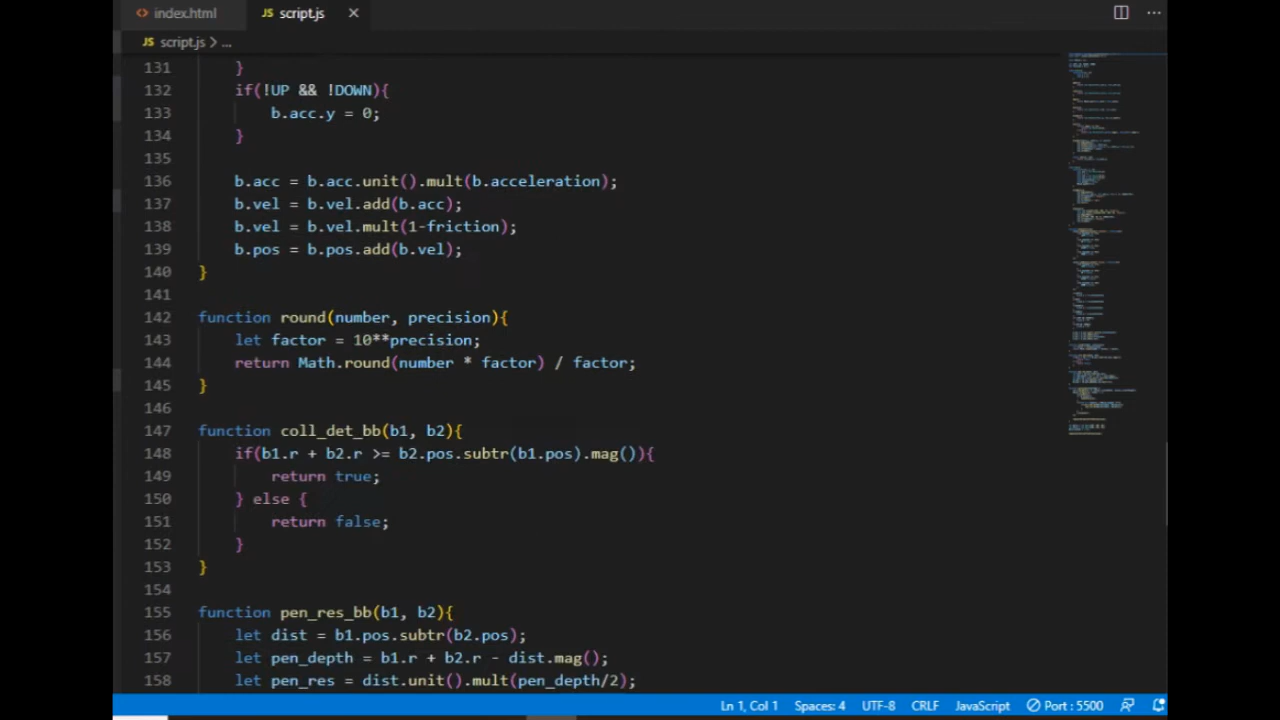 index.html
JS script.js
JS script.js > ...
131 }
132 if(!UP && !DOWN){
133 b.acc.y = 0;
134 }
135
136 b.acc = b.acc.unit().mult(b.acceleration);
137 b.vel = b.vel.add(b.acc);
138 b.vel = b.vel.mult(1-friction);
139 b.pos = b.pos.add(b.vel);
140 }
141
142 function round(number, precision){
143 let factor = 10**precision;
144 return Math.round(number * factor) / factor;
145 }
146
147 function coll_det_bb(b1, b2){
148 if(b1.r + b2.r >= b2.pos.subtr(b1.pos).mag()){
149 return true;
150 } else {
151 return false;
152 }
153 }
154
155 function pen_res_bb(b1, b2){
156 let dist = b1.pos.subtr(b2.pos);
157 let pen_depth = b1.r + b2.r - dist.mag();
158 let pen_res = dist.unit().mult(pen_depth/2);
Ln 1, Col 1 Spaces: 4 UTF-8 CRLF JavaScript Port : 5500